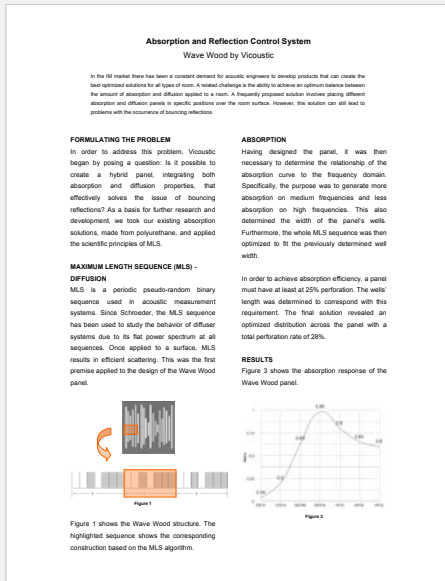 Absorption and Reflection Control System
Wave Wood by Vicoustic
In the IM market there has been a constant demand for acoustic engineers to develop products that can create the
best optimized solutions for all types of room. A related challenge is the ability to achieve an optimum balance between
the amount of absorption and diffusion applied to a room. A frequently proposed solution involves placing different
absorption and diffusion panels in specific positions over the room surface. However, this solution can still lead to
problems with the occurrence of bouncing reflections.
FORMULATING THE PROBLEM
In order to address this problem, Vicoustic
began by posing a question: Is it possible to
create a hybrid panel, integrating both
absorption and diffusion properties, that
effectively solves the issue of bouncing
reflections? As a basis for further research and
development, we took our existing absorption
solutions, made from polyurethane, and applied
the scientific principles of MLS.
MAXIMUM LENGTH SEQUENCE (MLS) -
DIFFUSION
MLS is a periodic pseudo-random binary
sequence used in acoustic measurement
systems. Since Schroeder, the MLS sequence
has been used to study the behavior of diffuser
systems due to its flat power spectrum at all
sequences. Once applied to a surface, MLS
results in efficient scattering. This was the first
premise applied to the design of the Wave Wood
panel.
Figure 1
Figure 1 shows the Wave Wood structure. The
highlighted sequence shows the corresponding
construction based on the MLS algorithm.
ABSORPTION
Having designed the panel, it was then
necessary to determine the relationship of the
absorption curve to the frequency domain.
Specifically, the purpose was to generate more
absorption on medium frequencies and less
absorption on high frequencies. This also
determined the width of the panel's wells.
Furthermore, the whole MLS sequence was then
optimized to fit the previously determined well
width.
In order to achieve absorption efficiency, a panel
must have at least at 25% perforation. The wells'
length was determined to correspond with this
requirement. The final solution revealed an
optimized distribution across the panel with a
total perforation rate of 28%.
RESULTS
Figure 3 shows the absorption response of the
Wave Wood panel.
Figure 3